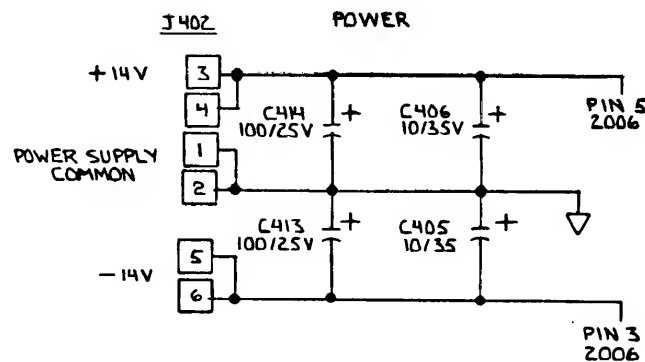 J402
POWER
+14V
3
4
C414
100/25V
+
C406
10/35V
+
PIN 5
2006
POWER SUPPLY
COMMON
1
2
C413
100/25V
+
C405
10/35
+
-14V
5
6
PIN 3
2006